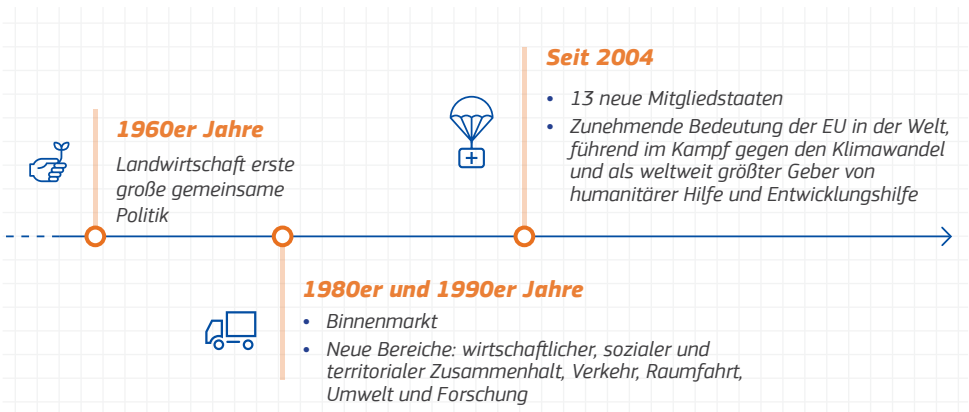 1960er Jahre
Landwirtschaft erste
große gemeinsame
Politik
1980er und 1990er Jahre
• Binnenmarkt
• Neue Bereiche: wirtschaftlicher, sozialer und
territorialer Zusammenhalt, Verkehr, Raumfahrt,
Umwelt und Forschung
Seit 2004
• 13 neue Mitgliedstaaten
• Zunehmende Bedeutung der EU in der Welt,
führend im Kampf gegen den Klimawandel
und als weltweit größter Geber von
humanitärer Hilfe und Entwicklungshilfe